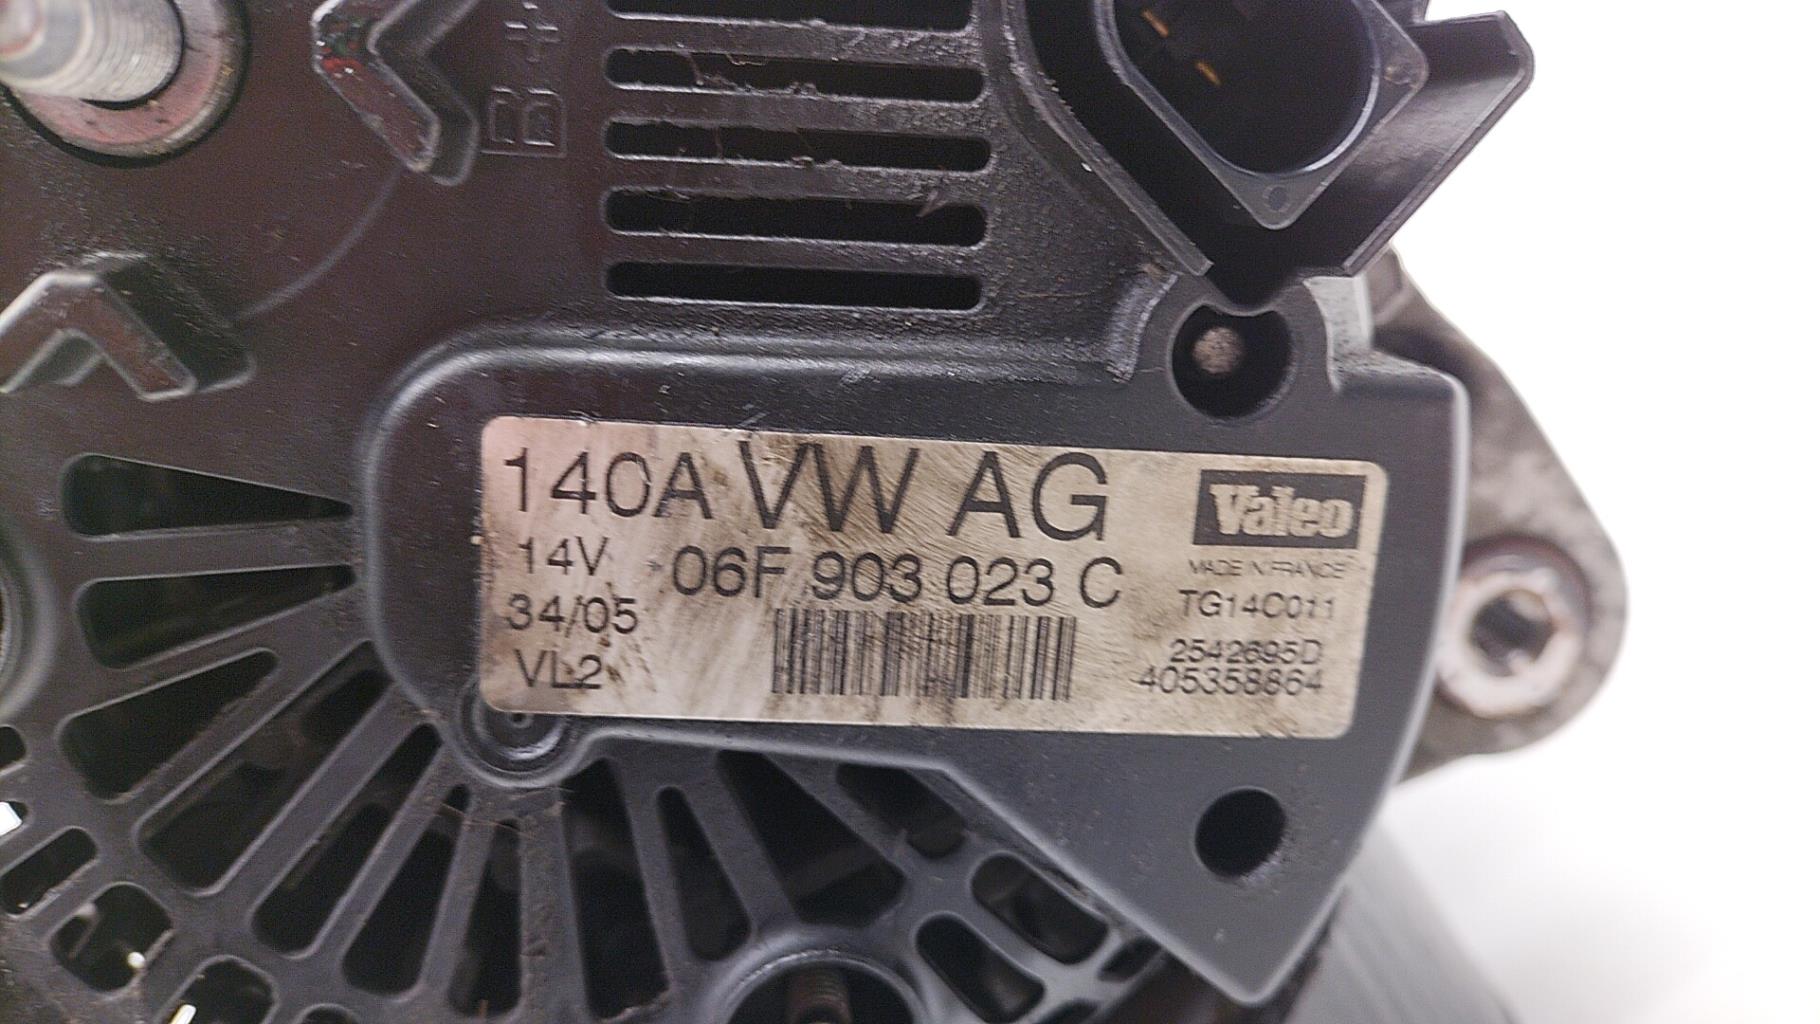 B+
140A VW AG
Valeo
14V 06F 903 023 C
MADE IN FRANCE
34/05
TG14C011
VL2
2542695D
405358864